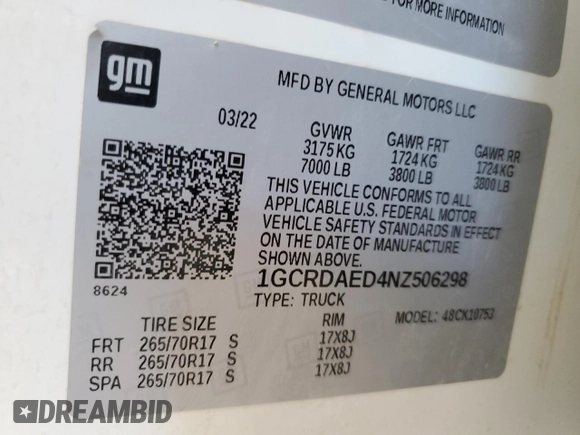 FOR MORE INFORMATION
gm
MFD BY GENERAL MOTORS LLC
03/22
GVWR GAWR FRT GAWR RR
3175 KG 1724 KG 1724 KG
7000 LB 3800 LB 3800 LB
THIS VEHICLE CONFORMS TO ALL
APPLICABLE U.S. FEDERAL MOTOR
VEHICLE SAFETY STANDARDS IN EFFECT
ON THE DATE OF MANUFACTURE
SHOWN ABOVE.
8624
1GCRDAED4NZ506298
TYPE: TRUCK MODEL: 48CK10753
TIRE SIZE RIM
FRT 265/70R17 S 17X8J
RR 265/70R17 S 17X8J
SPA 265/70R17 S 17X8J
DREAMBID